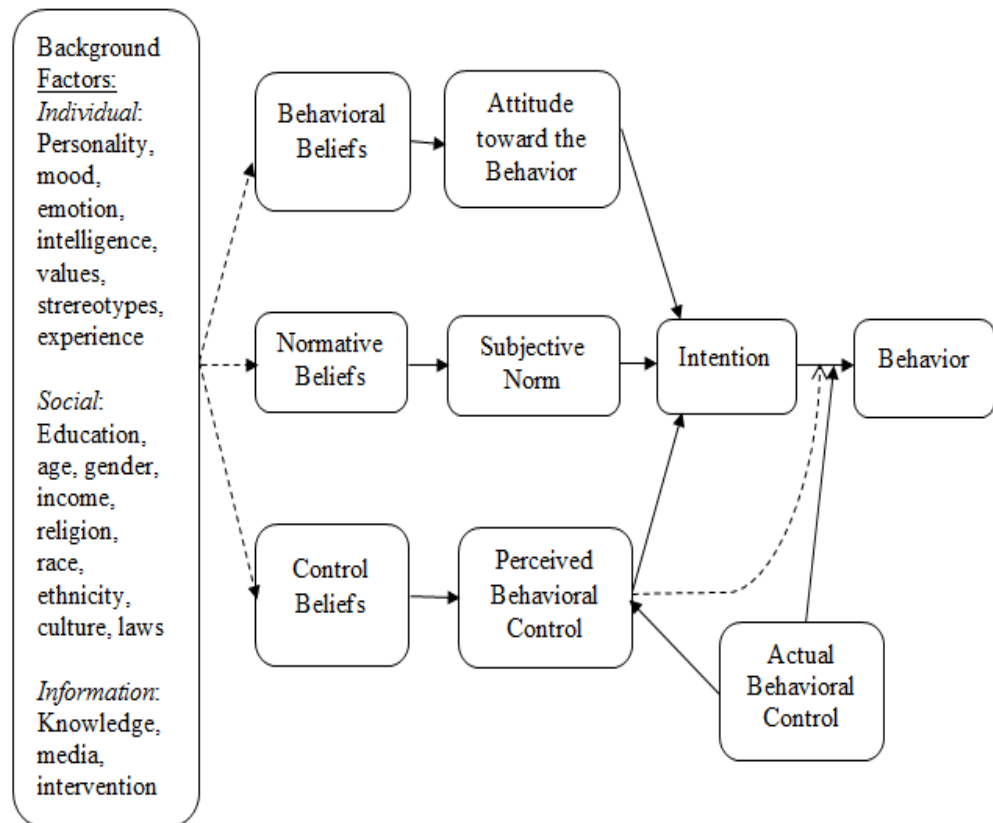 Background
Factors:
Individual:
Personality,
mood,
emotion,
intelligence,
values,
strereotypes,
experience
Social:
Education,
age, gender,
income,
religion,
race,
ethnicity,
culture, laws
Information:
Knowledge,
media,
intervention
Behavioral
Beliefs
Attitude
toward the
Behavior
Normative
Beliefs
Subjective
Norm
Intention
Behavior
Control
Beliefs
Perceived
Behavioral
Control
Actual
Behavioral
Control